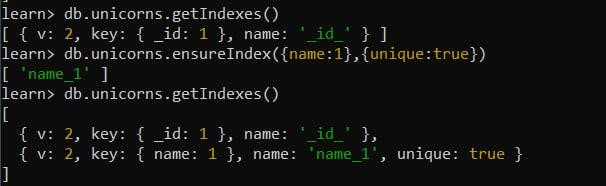 learn> db.unicorns.getIndexes()
[ { v: 2, key: { _id: 1 }, name: '_id_' } ]
learn> db.unicorns.ensureIndex({name:1},{unique:true})
[ 'name_1' ]
learn> db.unicorns.getIndexes()
[
  { v: 2, key: { _id: 1 }, name: '_id_' },
  { v: 2, key: { name: 1 }, name: 'name_1', unique: true }
]